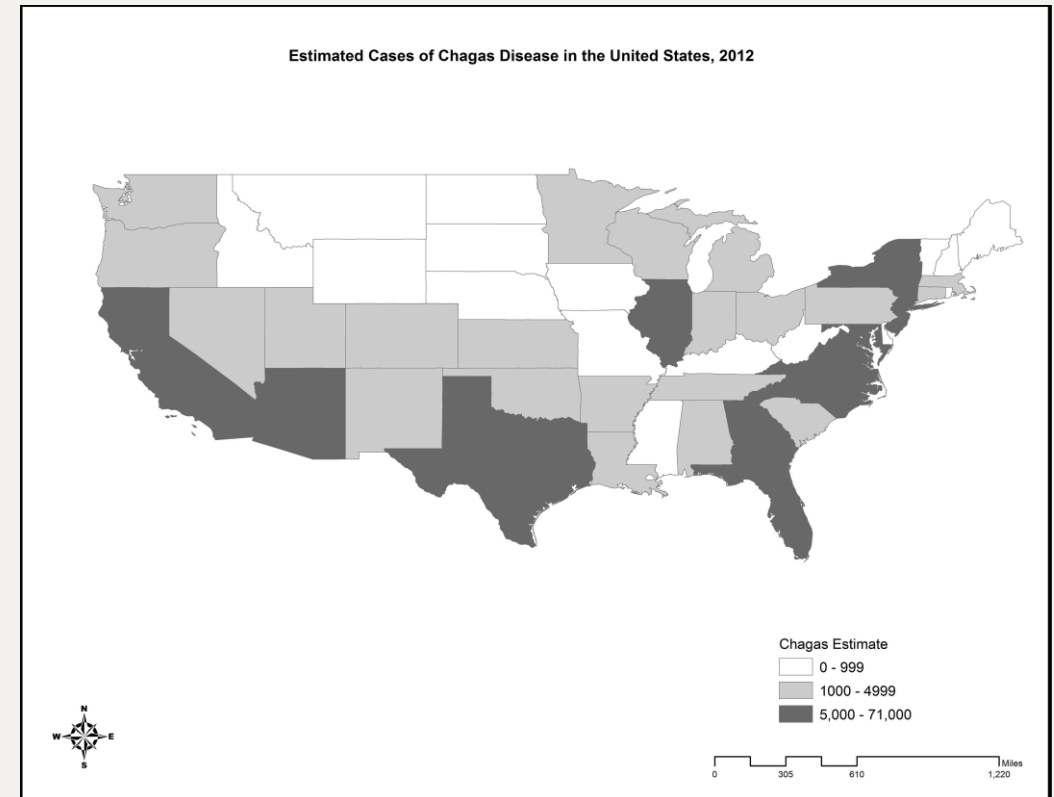 Estimated Cases of Chagas Disease in the United States, 2012
Chagas Estimate
0 - 999
1000 - 4999
5,000 - 71,000
N
W E
S
Miles
0 305 610 1,220